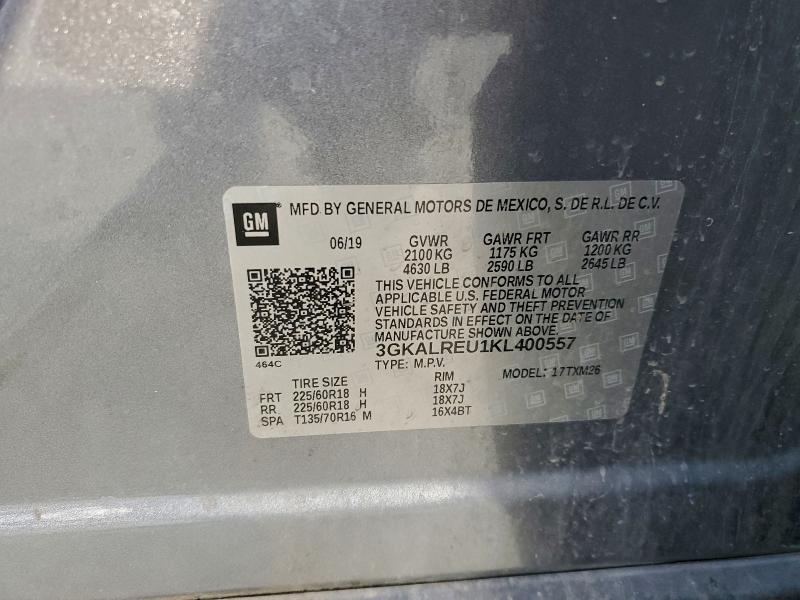 GM MFD BY GENERAL MOTORS DE MEXICO, S. DE R.L. DE C.V.
06/19 GVWR GAWR FRT GAWR RR
2100 KG 1175 KG 1200 KG
4630 LB 2590 LB 2645 LB
THIS VEHICLE CONFORMS TO ALL
APPLICABLE U.S. FEDERAL MOTOR
VEHICLE SAFETY AND THEFT PREVENTION
STANDARDS IN EFFECT ON THE DATE OF
MANUFACTURE SHOWN ABOVE.
3GKALREU1KL400557
464C TYPE: M.P.V. MODEL: 17TXM26
TIRE SIZE RIM
FRT 225/60R18 H 18X7J
RR 225/60R18 H 18X7J
SPA T135/70R16 M 16X4BT